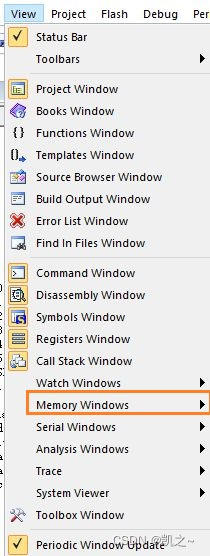 View Project Flash Debug Per
Status Bar
Toolbars
Project Window
Books Window
Functions Window
Templates Window
Source Browser Window
Build Output Window
Error List Window
Find In Files Window
Command Window
Disassembly Window
Symbols Window
Registers Window
Call Stack Window
Watch Windows
Memory Windows
Serial Windows
Analysis Windows
Trace
System Viewer
Toolbox Window
Periodic Window Update
CSDN @凯之~